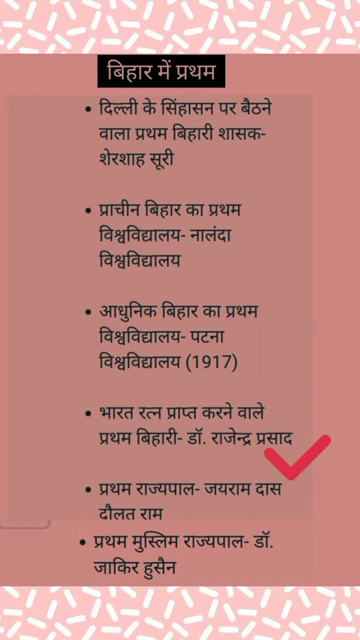 बिहार में प्रथम
• दिल्ली के सिंहासन पर बैठने
वाला प्रथम बिहारी शासक-
शेरशाह सूरी
• प्राचीन बिहार का प्रथम
विश्वविद्यालय- नालंदा
विश्वविद्यालय
• आधुनिक बिहार का प्रथम
विश्वविद्यालय- पटना
विश्वविद्यालय (1917)
• भारत रत्न प्राप्त करने वाले
प्रथम बिहारी- डॉ. राजेन्द्र प्रसाद
• प्रथम राज्यपाल- जयराम दास
दौलत राम
• प्रथम मुस्लिम राज्यपाल- डॉ.
जाकिर हुसैन